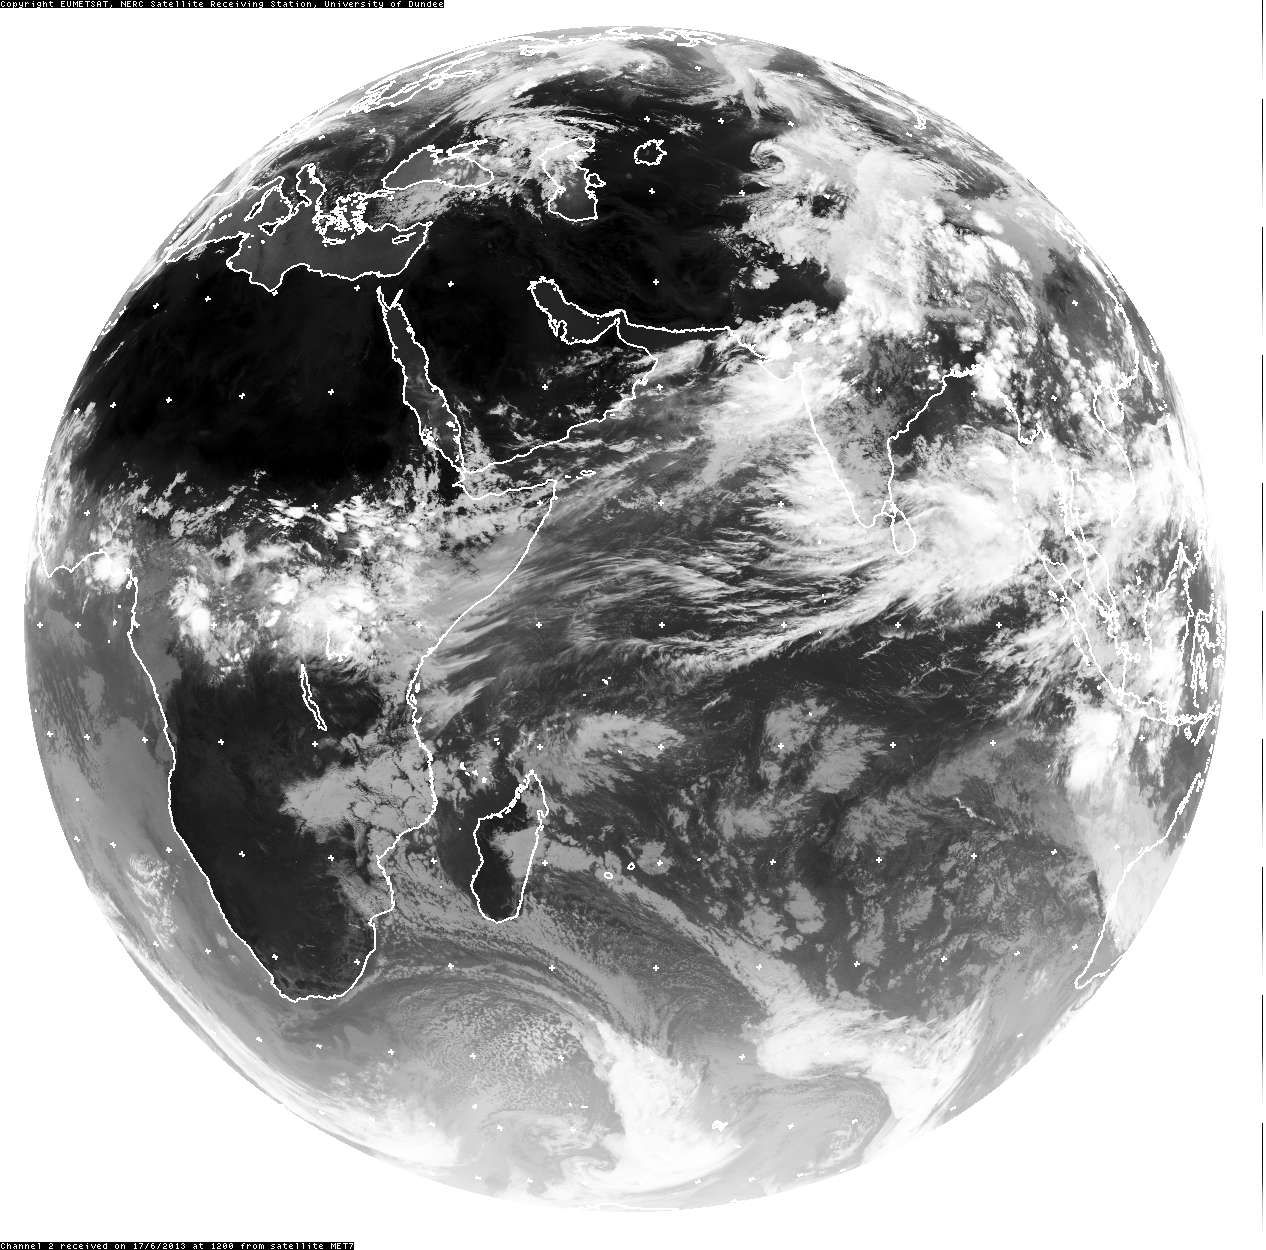 Copyright EUMETSAT, NERC Satellite Receiving Station, University of Dundee
Channel 2 received on 17/6/2013 at 1200 from satellite MET7